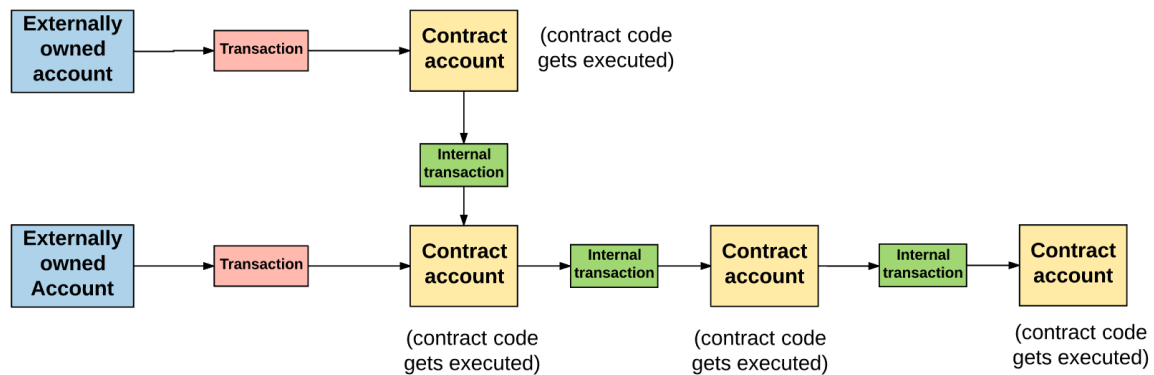 Externally
owned
account
Transaction
Contract
account
(contract code
gets executed)
Internal
transaction
Externally
owned
Account
Transaction
Contract
account
Internal
transaction
Contract
account
Internal
transaction
Contract
account
(contract code
gets executed)
(contract code
gets executed)
(contract code
gets executed)